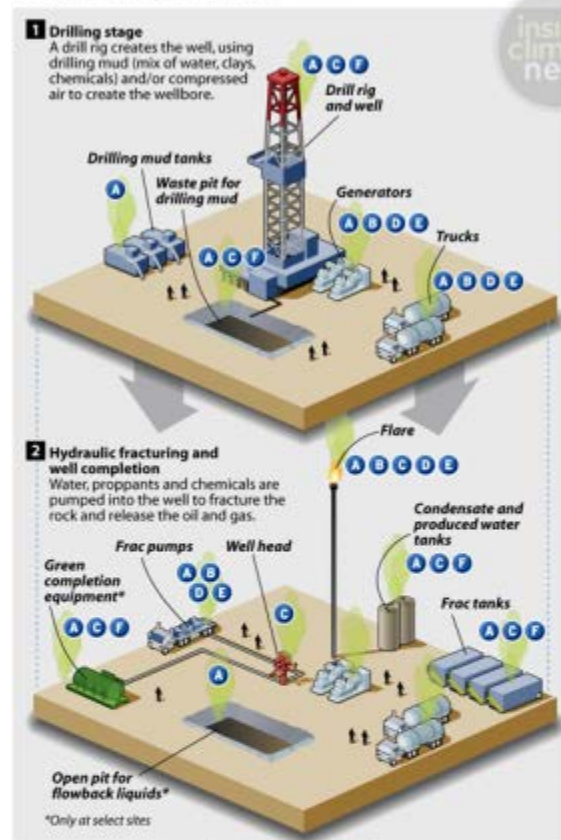 insi
clim
ne
1 Drilling stage
A drill rig creates the well, using
drilling mud (mix of water, clays,
chemicals) and/or compressed
air to create the wellbore.
A C F
Drill rig
and well
Drilling mud tanks
A
Waste pit for
drilling mud
A C F
Generators
A B D E
Trucks
A B D E
2 Hydraulic fracturing and
well completion
Water, proppants and chemicals are
pumped into the well to fracture the
rock and release the oil and gas.
Flare
A B C D E
Condensate and
produced water
tanks
A C F
Frac pumps
A B
D E
Well head
C
Green
completion
equipment*
A C F
Frac tanks
A C F
A
Open pit for
flowback liquids*
*Only at select sites